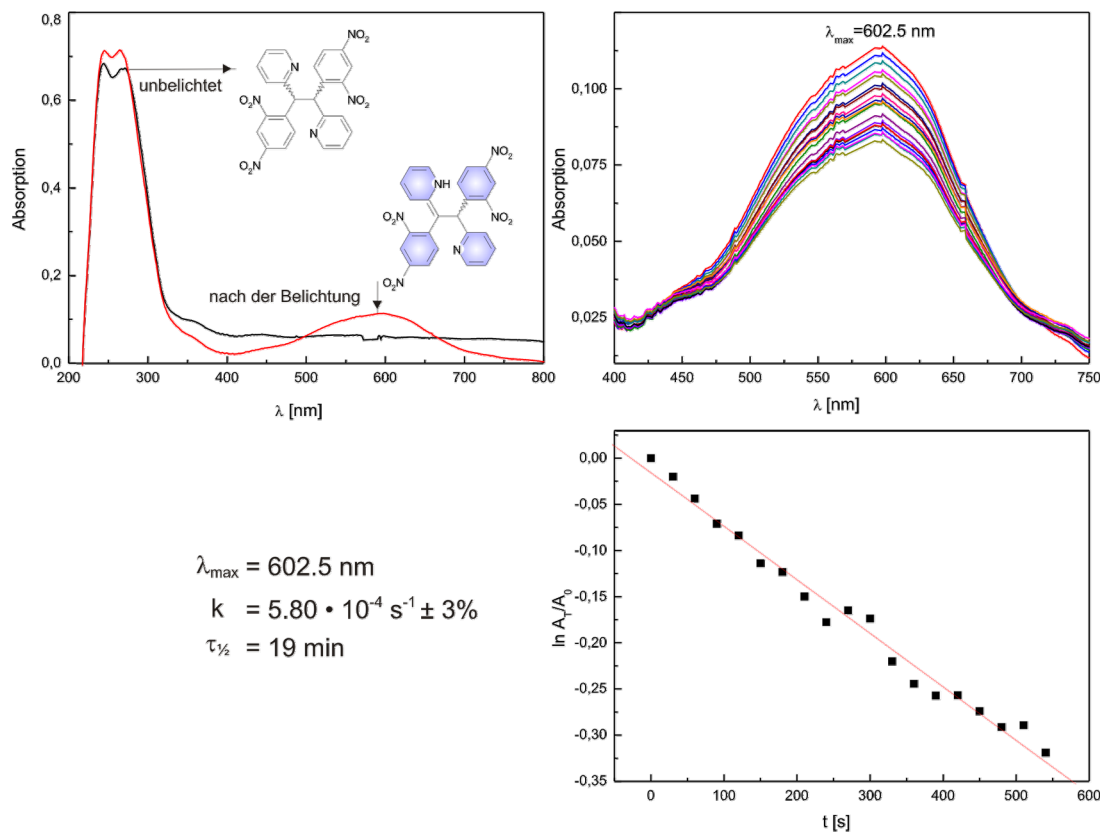 0,8
0,6
0,4
0,2
0,0
Absorption
200 300 400 500 600 700 800
λ [nm]
unbelichtet
N
NO₂
NO₂
O₂N
O₂N
N
nach der Belichtung
NH
NO₂
NO₂
O₂N
O₂N
N
λmax=602.5 nm
0,100
0,075
0,050
0,025
Absorption
400 450 500 550 600 650 700 750
λ [nm]
λmax = 602.5 nm
k = 5.80 • 10⁻⁴ s⁻¹ ± 3%
τ½ = 19 min
0,00
-0,05
-0,10
-0,15
-0,20
-0,25
-0,30
-0,35
ln AT/A0
0 100 200 300 400 500 600
t [s]